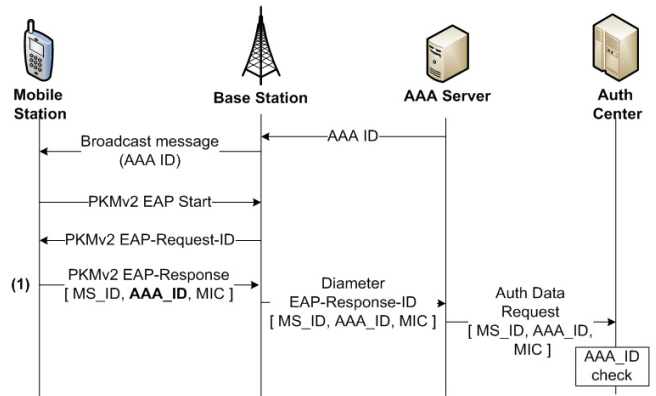 Mobile
Station
Base Station
AAA Server
Auth
Center
AAA ID
Broadcast message
(AAA ID)
PKMv2 EAP Start
PKMv2 EAP-Request-ID
(1)
PKMv2 EAP-Response
[ MS_ID, AAA_ID, MIC ]
Diameter
EAP-Response-ID
[ MS_ID, AAA_ID, MIC ]
Auth Data
Request
[ MS_ID, AAA_ID,
MIC ]
AAA_ID
check